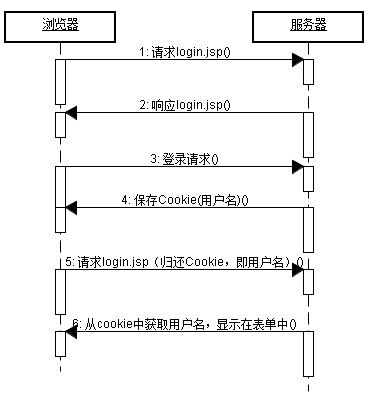 浏览器
服务器
1: 请求login.jsp()
2: 响应login.jsp()
3: 登录请求()
4: 保存Cookie(用户名)()
5: 请求login.jsp（归还Cookie，即用户名）()
6: 从cookie中获取用户名，显示在表单中()